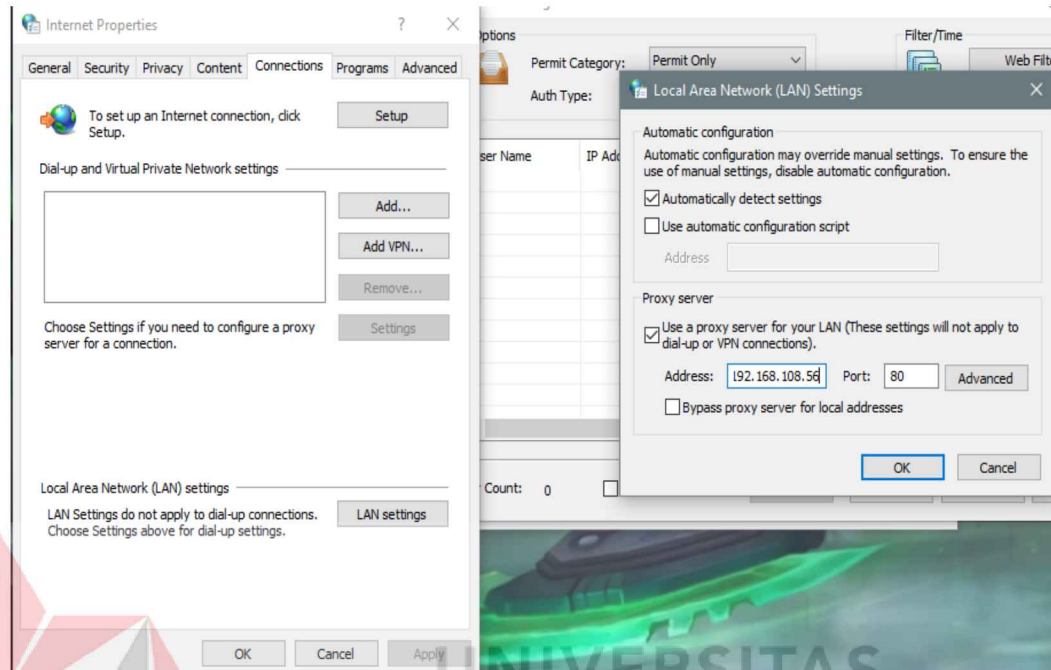 Internet Properties
?
General Security Privacy Content Connections Programs Advanced
To set up an Internet connection, click
Setup.
Setup
Dial-up and Virtual Private Network settings
Add...
Add VPN...
Remove...
Choose Settings if you need to configure a proxy
server for a connection.
Settings
Local Area Network (LAN) settings
LAN Settings do not apply to dial-up connections.
Choose Settings above for dial-up settings.
LAN settings
OK Cancel Apply
Permit Category: Permit Only
Auth Type:
Filter/Time
Web
IP
Count: 0
Local Area Network (LAN) Settings
Automatic configuration
Automatic configuration may override manual settings. To ensure the
use of manual settings, disable automatic configuration.
Automatically detect settings
Use automatic configuration script
Address
Proxy server
Use a proxy server for your LAN (These settings will not apply to
dial-up or VPN connections).
Address: 192.168.108.56 Port: 80 Advanced
Bypass proxy server for local addresses
OK Cancel
UNIVERSITAS